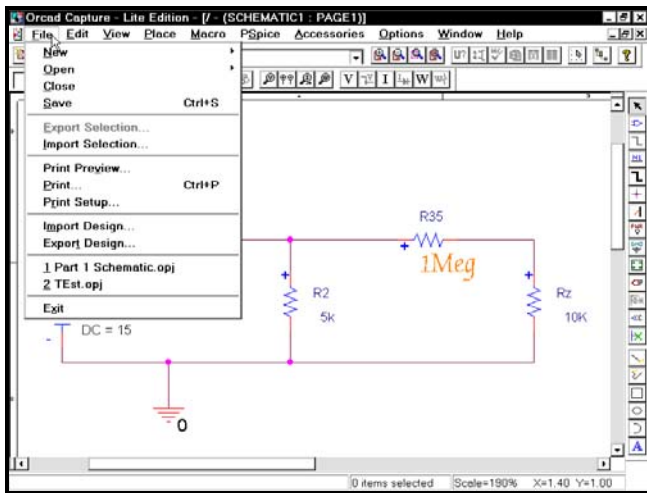 Orcad Capture - Lite Edition - [/ - (SCHEMATIC1 : PAGE1)]
File Edit View Place Macro PSpice Accessories Options Window Help
New
Open
Close
Save Ctrl+S
Export Selection...
Import Selection...
Print Preview...
Print... Ctrl+P
Print Setup...
Import Design...
Export Design...
1 Part 1 Schematic.opj
2 TEst.opj
Exit
V I W
R35
1Meg
R2
5k
Rz
10K
DC = 15
0
0 items selected Scale=190% X=1.40 Y=1.00